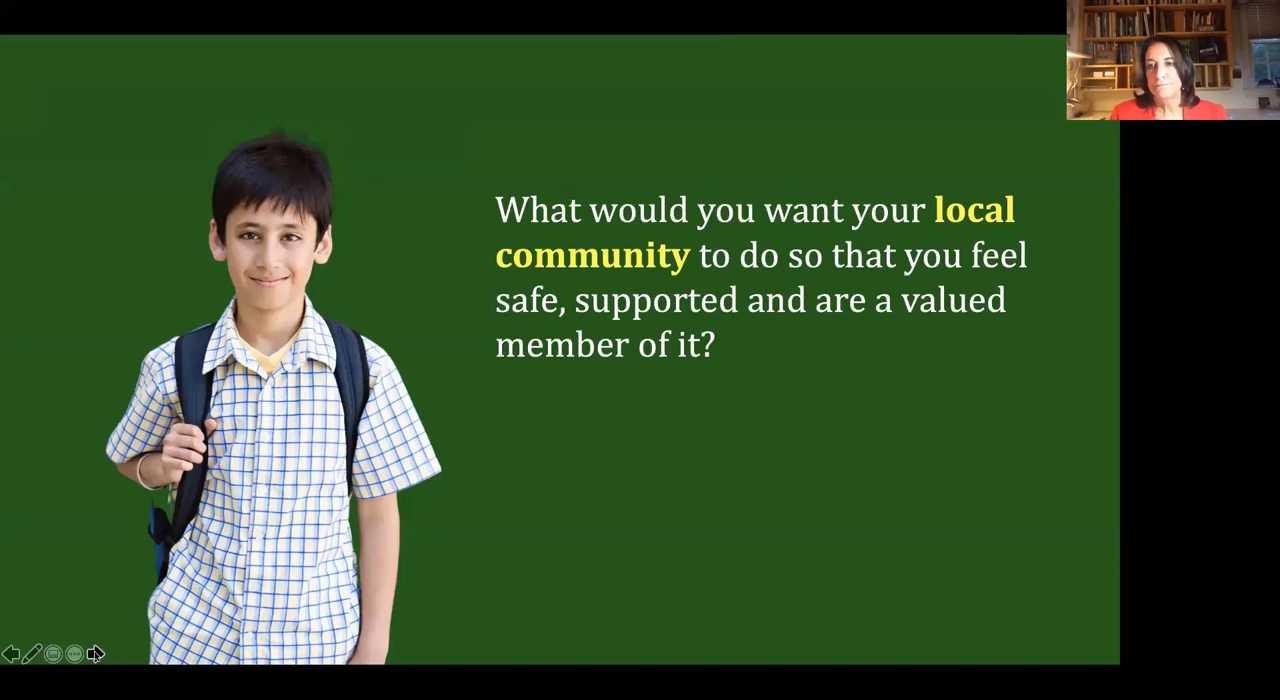 What would you want your local
community to do so that you feel
safe, supported and are a valued
member of it?